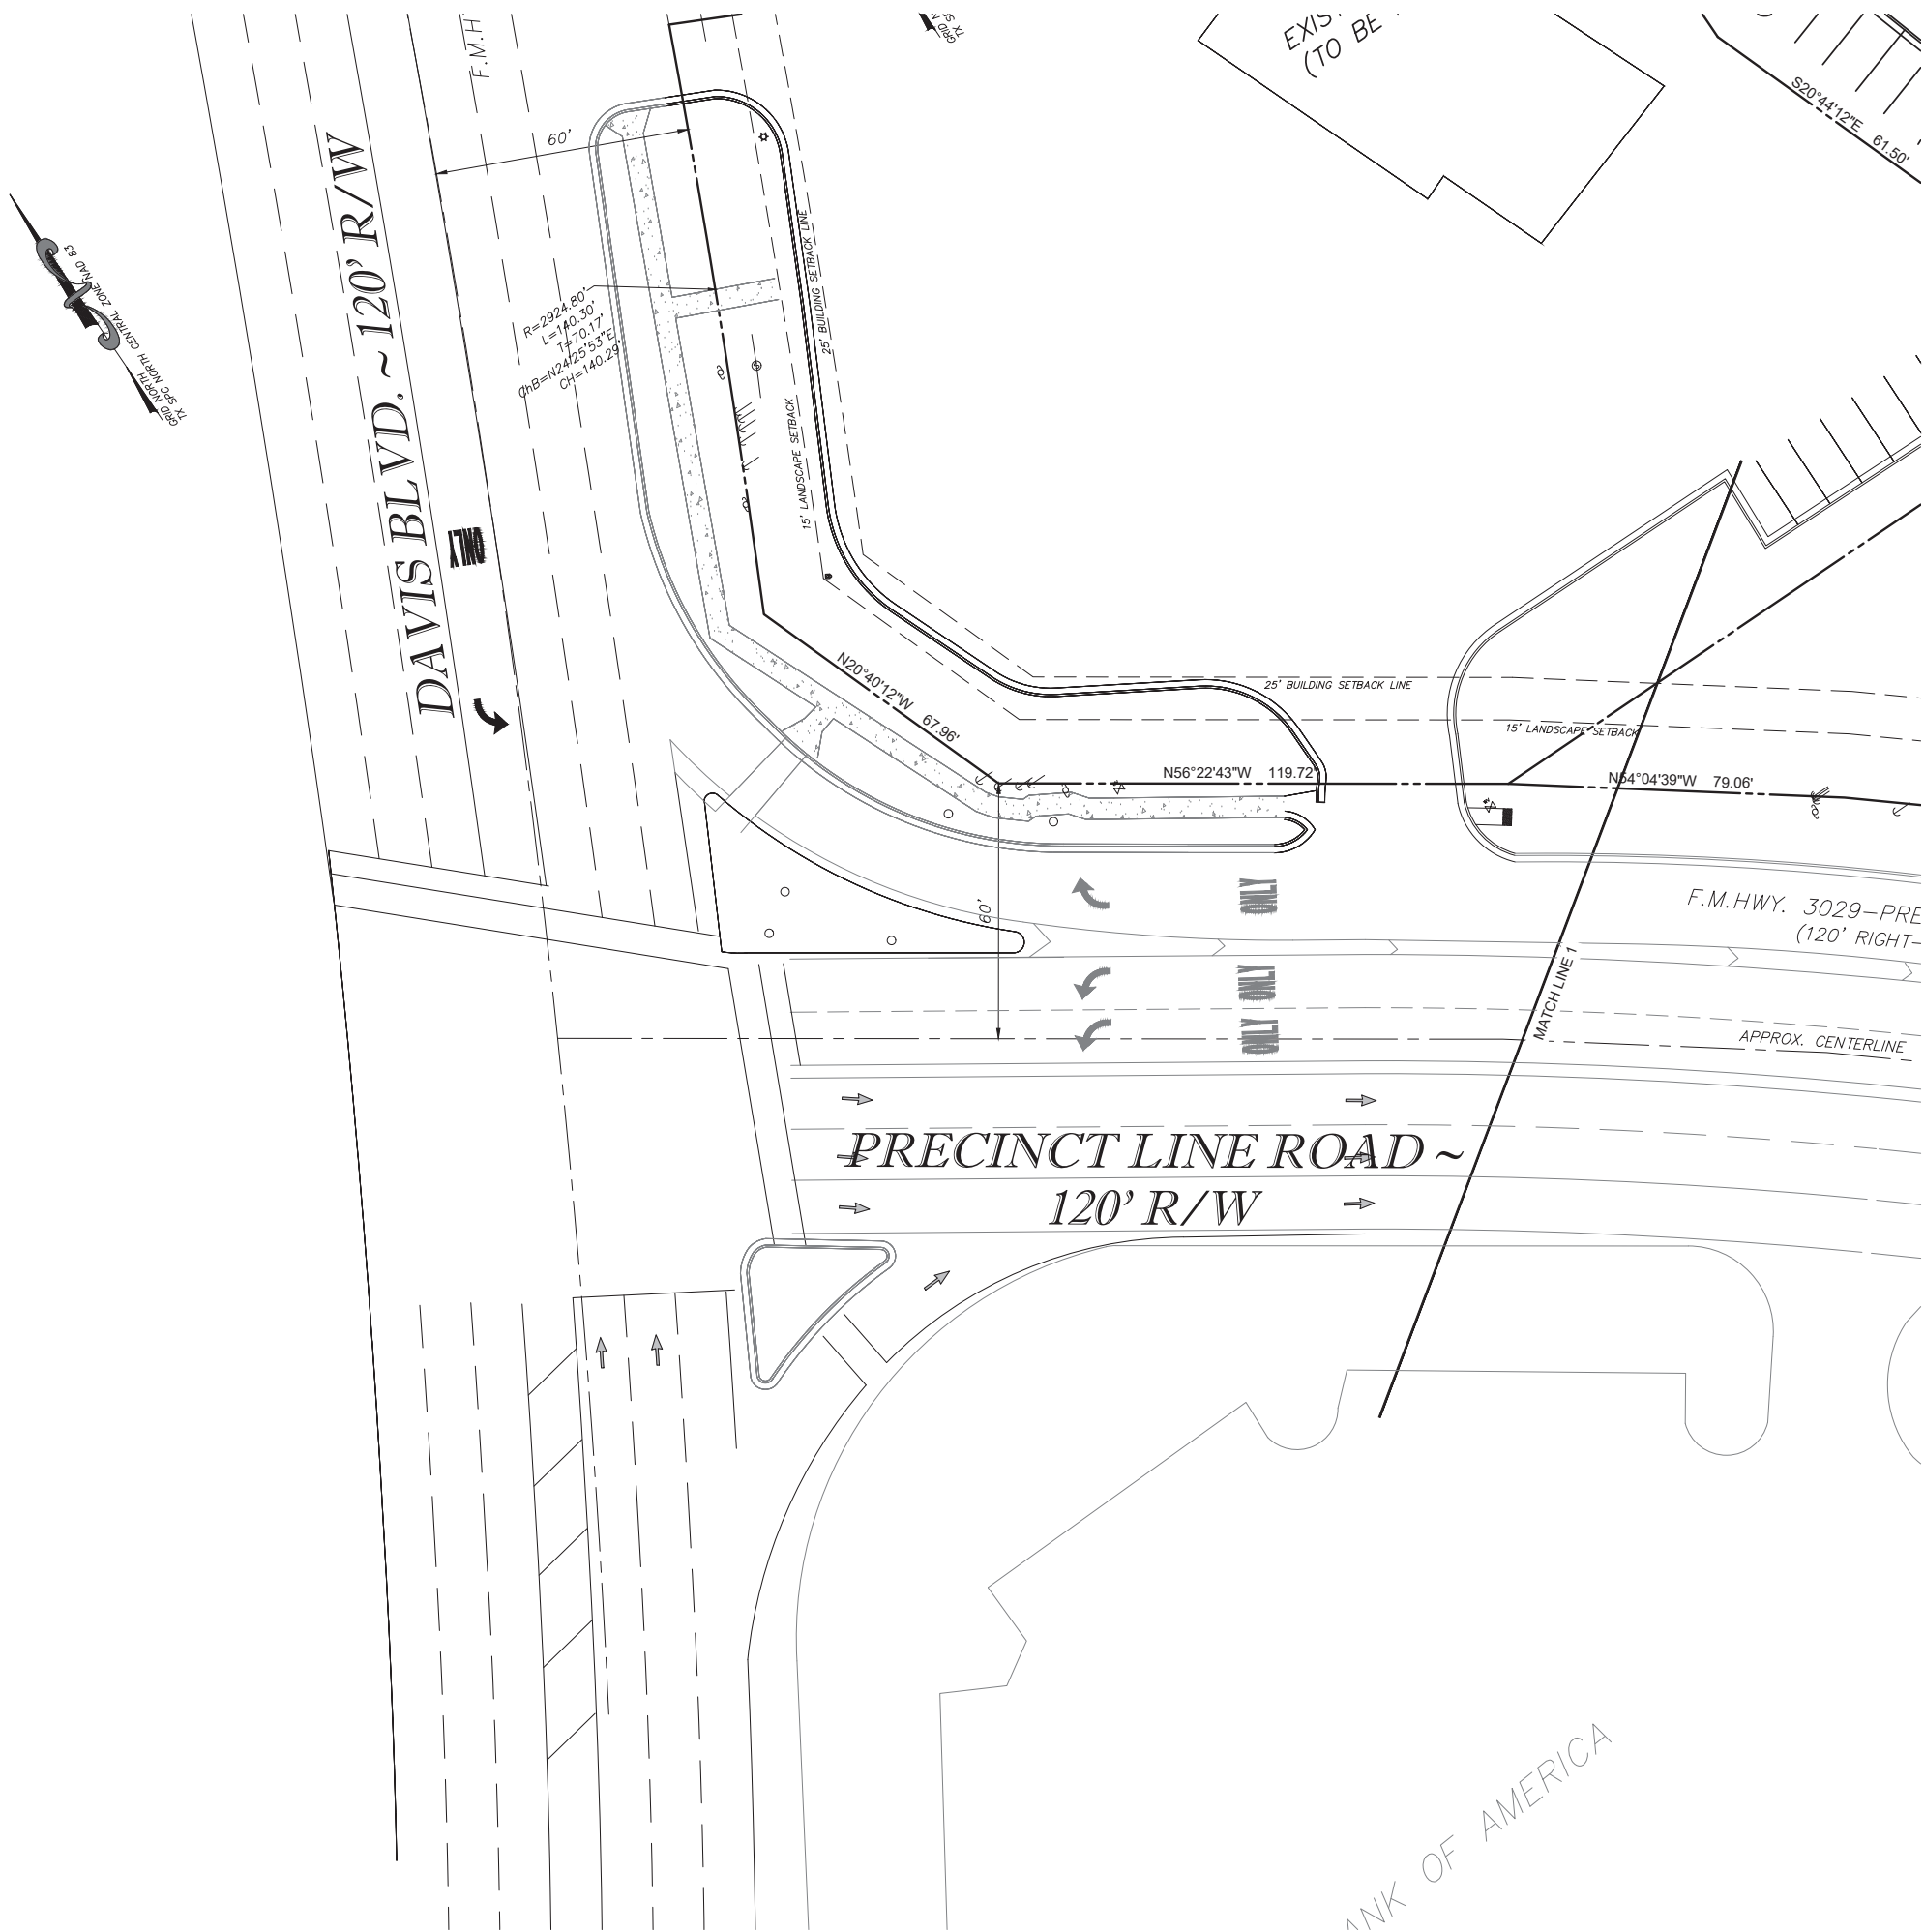 F.M.H
GRID N
EXIS
(TO BE
S20°44'12"E 61.50'
60'
DAVIS BLVD. ~ 120' R/W
GRID NORTH
TX SPC NORTH CENTRAL ZONE NAD 83
25' BUILDING SETBACK LINE
R=2924.80'
L=140.30'
T=70.17'
ChB=N24°25'53"E
CH=140.29'
15' LANDSCAPE SETBACK
ONLY
N20°40'12"W 67.96'
25' BUILDING SETBACK LINE
15' LANDSCAPE SETBACK
N56°22'43"W 119.72'
N54°04'39"W 79.06'
60'
ONLY
F.M.HWY. 3029-PRE
(120' RIGHT-
ONLY
ONLY
MATCH LINE 1
APPROX. CENTERLINE
PRECINCT LINE ROAD ~
120' R/W
ANK OF AMERICA